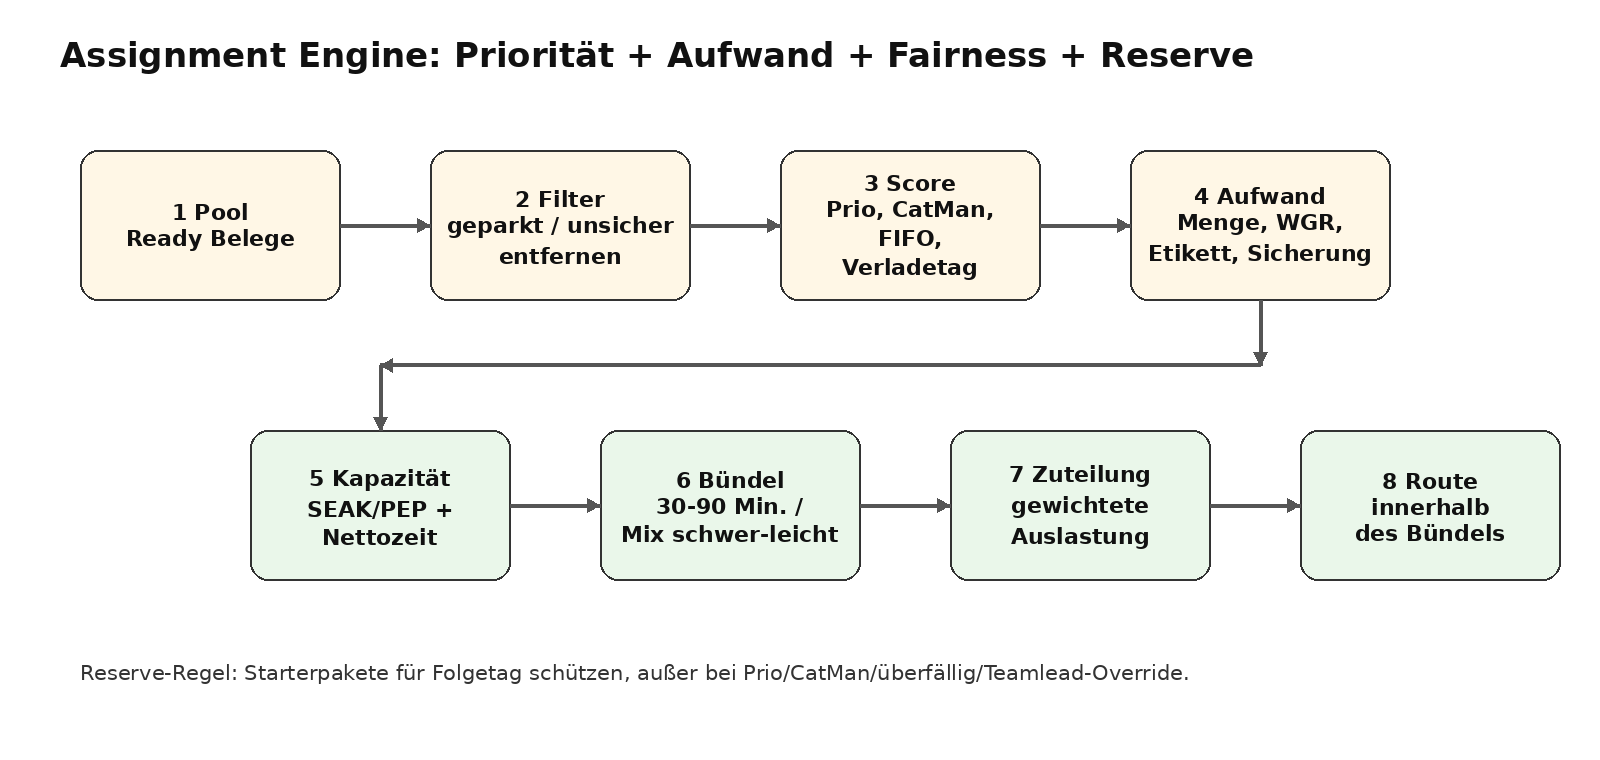 Assignment Engine: Priorität + Aufwand + Fairness + Reserve
1 Pool
Ready Belege
2 Filter
geparkt / unsicher
entfernen
3 Score
Prio, CatMan,
FIFO,
Verladetag
4 Aufwand
Menge, WGR,
Etikett, Sicherung
5 Kapazität
SEAK/PEP +
Nettozeit
6 Bündel
30-90 Min. /
Mix schwer-leicht
7 Zuteilung
gewichtete
Auslastung
8 Route
innerhalb
des Bündels
Reserve-Regel: Starterpakete für Folgetag schützen, außer bei Prio/CatMan/überfällig/Teamlead-Override.